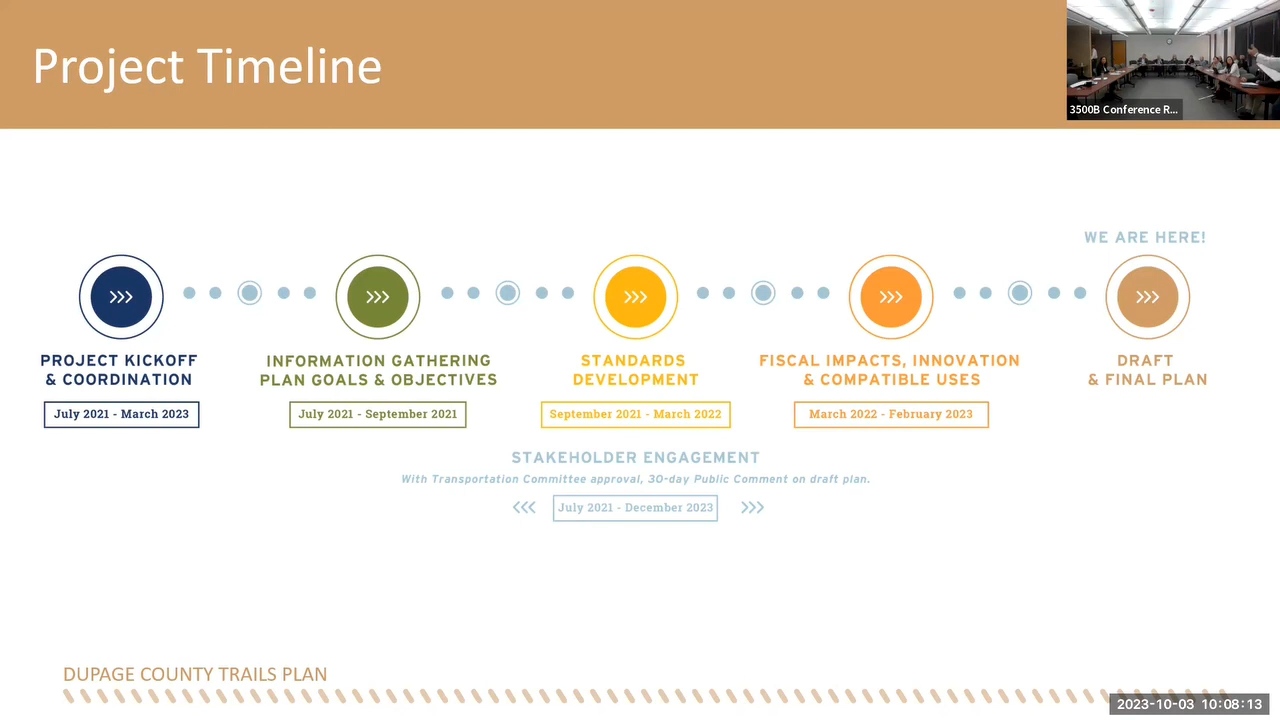 Project Timeline
3500B Conference R...
WE ARE HERE!
PROJECT KICKOFF
& COORDINATION
July 2021 - March 2023
INFORMATION GATHERING
PLAN GOALS & OBJECTIVES
July 2021 - September 2021
STANDARDS
DEVELOPMENT
September 2021 - March 2022
FISCAL IMPACTS, INNOVATION
& COMPATIBLE USES
March 2022 - February 2023
DRAFT
& FINAL PLAN
STAKEHOLDER ENGAGEMENT
With Transportation Committee approval, 30-day Public Comment on draft plan.
July 2021 - December 2023
DUPAGE COUNTY TRAILS PLAN
2023-10-03 10:08:13